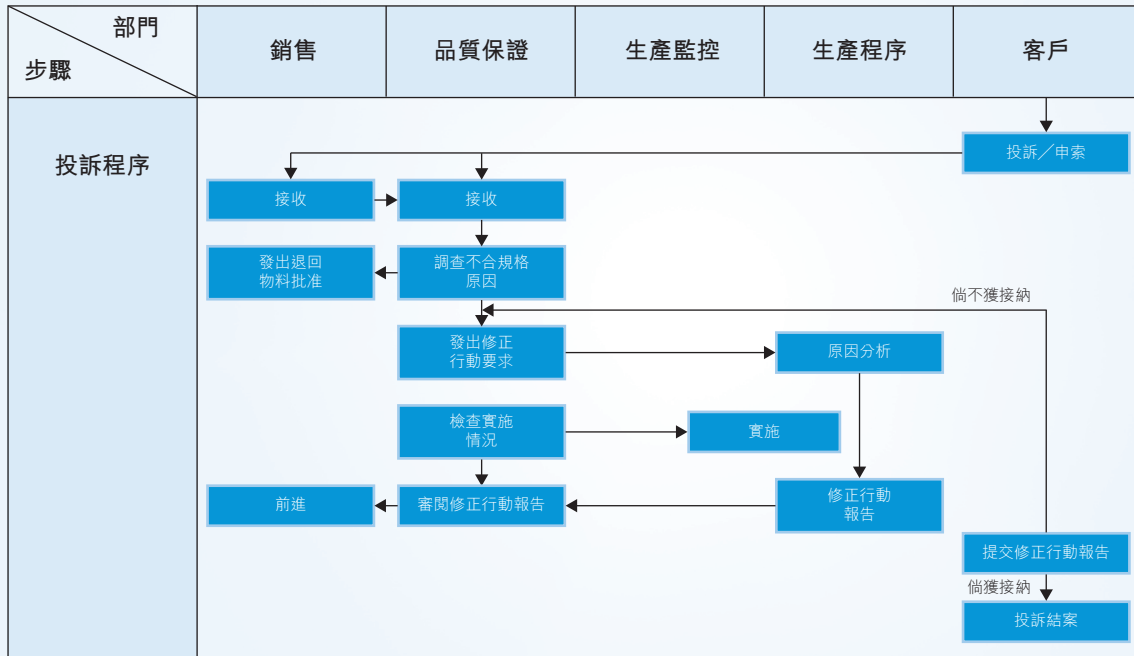 部門
步驟
銷售
品質保證
生產監控
生產程序
客戶
投訴程序
投訴／申索
接收
接收
發出退回
物料批准
調查不合規格
原因
倘不獲接納
發出修正
行動要求
原因分析
檢查實施
情況
實施
前進
審閱修正行動報告
修正行動
報告
提交修正行動報告
倘獲接納
投訴結案